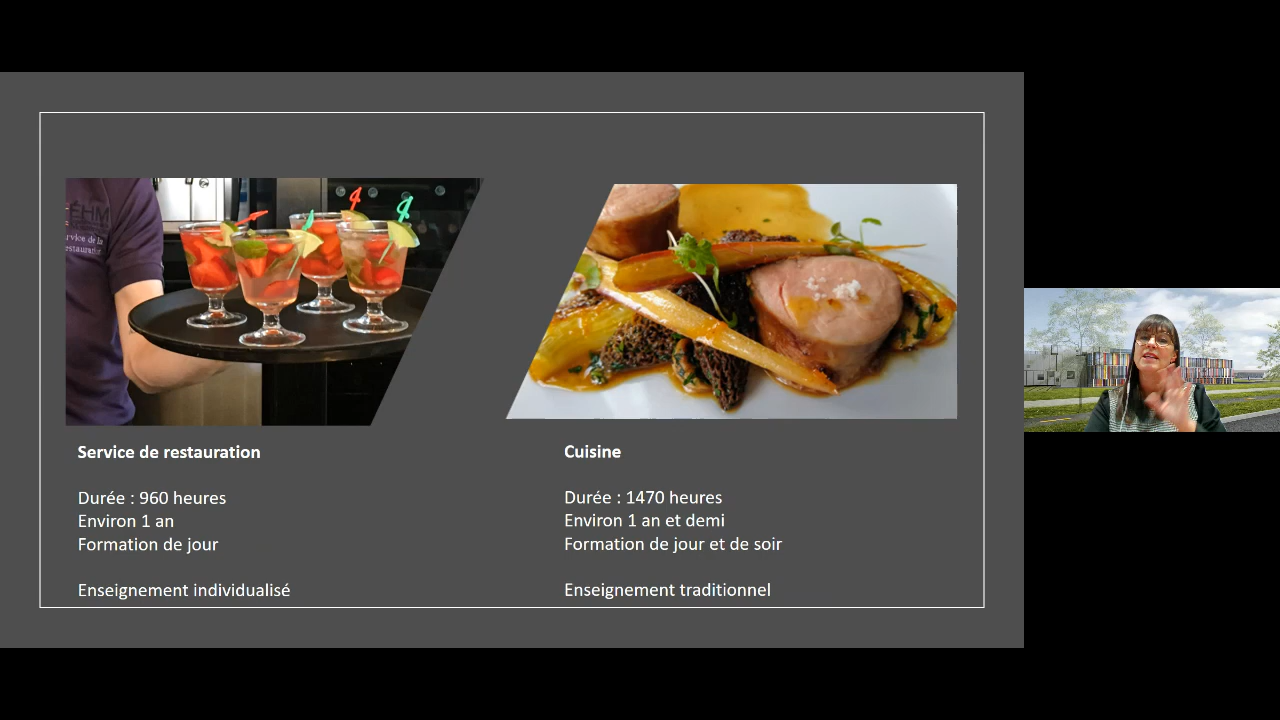 ÉHM
Service de restauration
Durée : 960 heures
Environ 1 an
Formation de jour
Enseignement individualisé
Cuisine
Durée : 1470 heures
Environ 1 an et demi
Formation de jour et de soir
Enseignement traditionnel